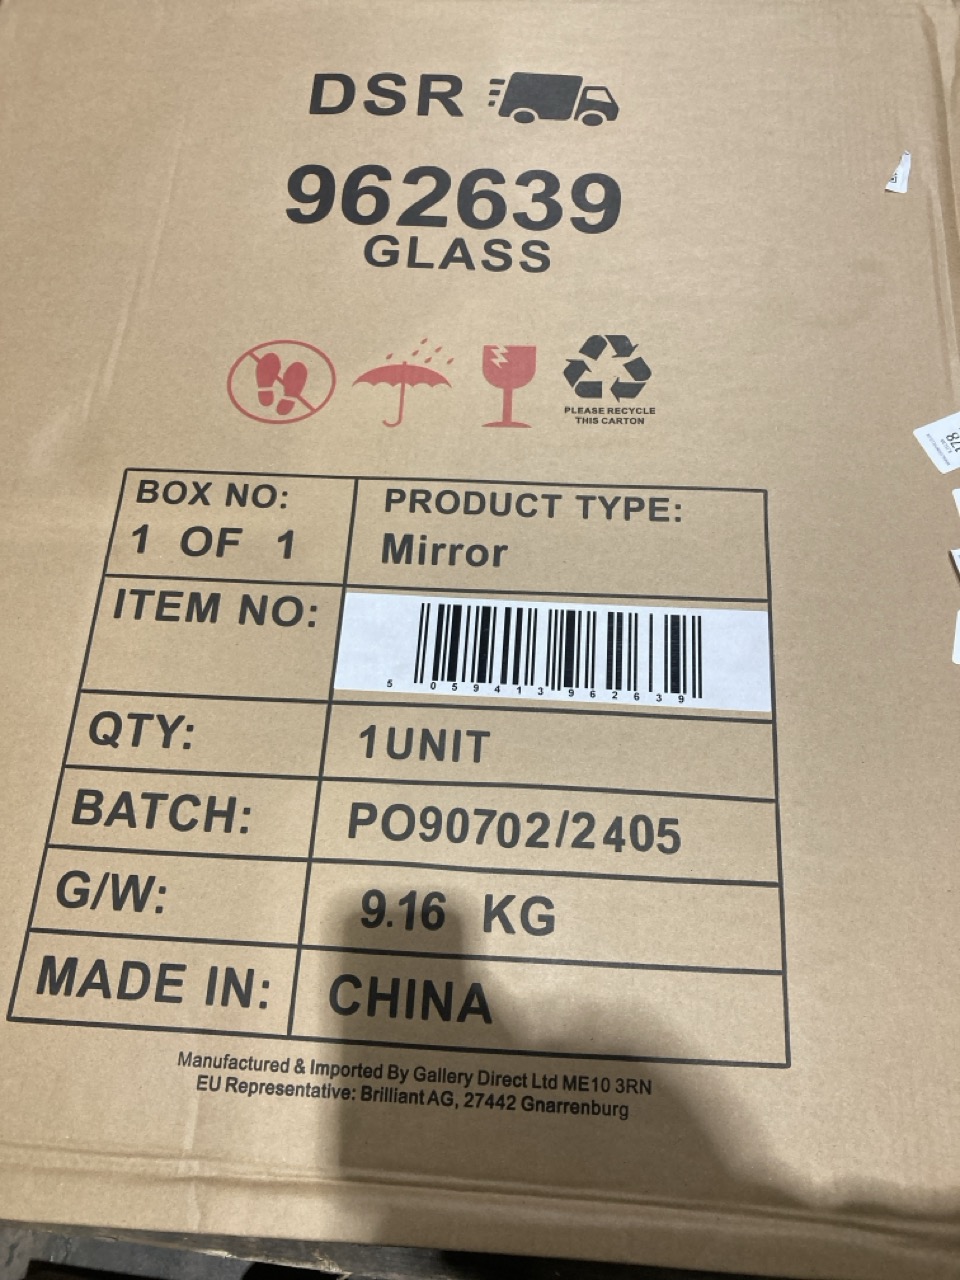 DSR
962639
GLASS
PLEASE RECYCLE
THIS CARTON
BOX NO:
1 OF 1
PRODUCT TYPE:
Mirror
ITEM NO:
5 059413 962639
QTY:
1UNIT
BATCH:
PO90702/2405
G/W:
9.16 KG
MADE IN:
CHINA
Manufactured & Imported By Gallery Direct Ltd ME10 3RN
EU Representative: Brilliant AG, 27442 Gnarrenburg
178